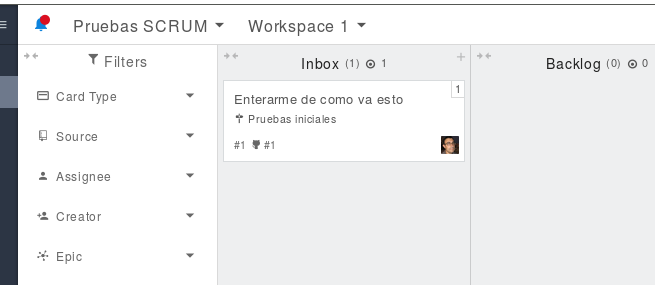 Pruebas SCRUM Workspace 1
Filters
Card Type
Source
Assignee
Creator
Epic
Inbox (1) 1
1
Enterarme de como va esto
Pruebas iniciales
#1 #1
Backlog (0) 0